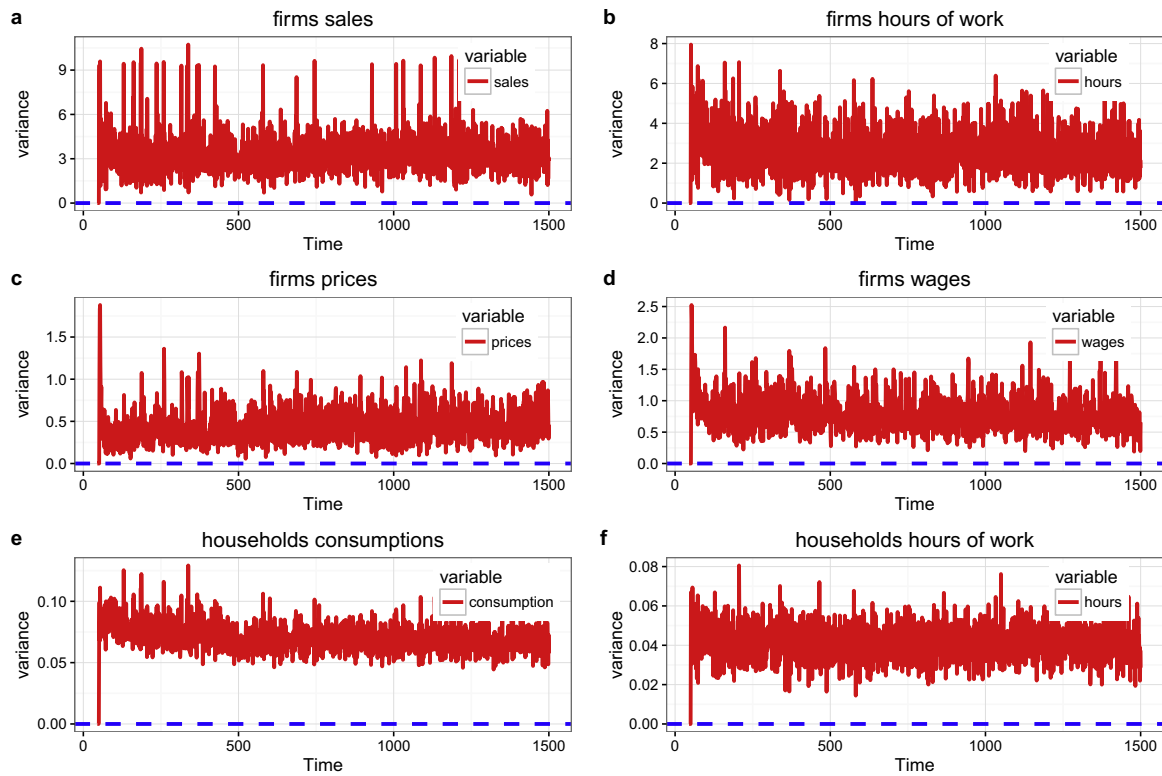 a firms sales
variance
9
6
3
0
variable
sales
0 500 1000 1500
Time
b firms hours of work
variance
8
6
4
2
0
variable
hours
0 500 1000 1500
Time
c firms prices
variance
1.5
1.0
0.5
0.0
variable
prices
0 500 1000 1500
Time
d firms wages
variance
2.5
2.0
1.5
1.0
0.5
0.0
variable
wages
0 500 1000 1500
Time
e households consumptions
variance
0.10
0.05
0.00
variable
consumption
0 500 1000 1500
Time
f households hours of work
variance
0.08
0.06
0.04
0.02
0.00
variable
hours
0 500 1000 1500
Time